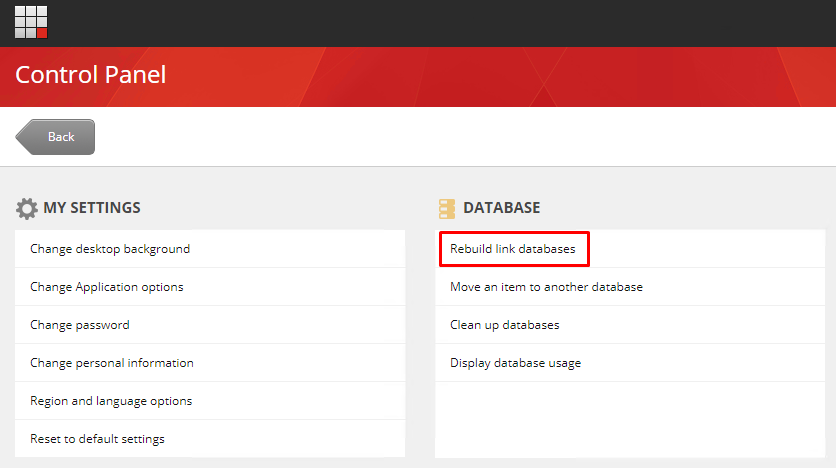 Control Panel
Back
MY SETTINGS
Change desktop background
Change Application options
Change password
Change personal information
Region and language options
Reset to default settings
DATABASE
Rebuild link databases
Move an item to another database
Clean up databases
Display database usage